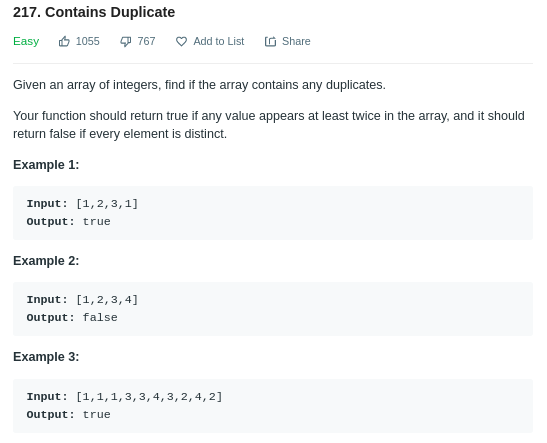 217. Contains Duplicate
Easy 1055 767 Add to List Share
Given an array of integers, find if the array contains any duplicates.
Your function should return true if any value appears at least twice in the array, and it should
return false if every element is distinct.
Example 1:
Input: [1,2,3,1]
Output: true
Example 2:
Input: [1,2,3,4]
Output: false
Example 3:
Input: [1,1,1,3,3,4,3,2,4,2]
Output: true